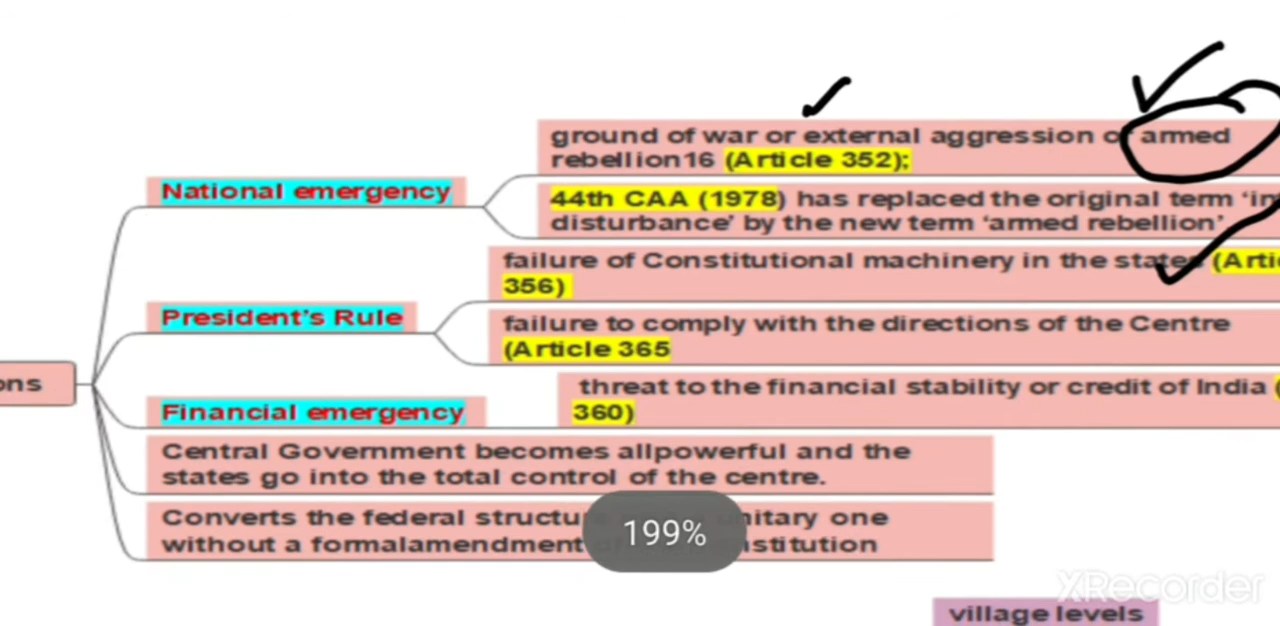 ground of war or external aggression or armed
rebellion16 (Article 352);
National emergency
44th CAA (1978) has replaced the original term
disturbance’ by the new term ‘armed rebellion’
failure of Constitutional machinery in the states
356)
President’s Rule
failure to comply with the directions of the Centre
(Article 365
threat to the financial stability or credit of India
360)
Financial emergency
ons
Central Government becomes allpowerful and the
states go into the total control of the centre.
Converts the federal unitary one
without a formalamendment
199%
XRecorder
village levels